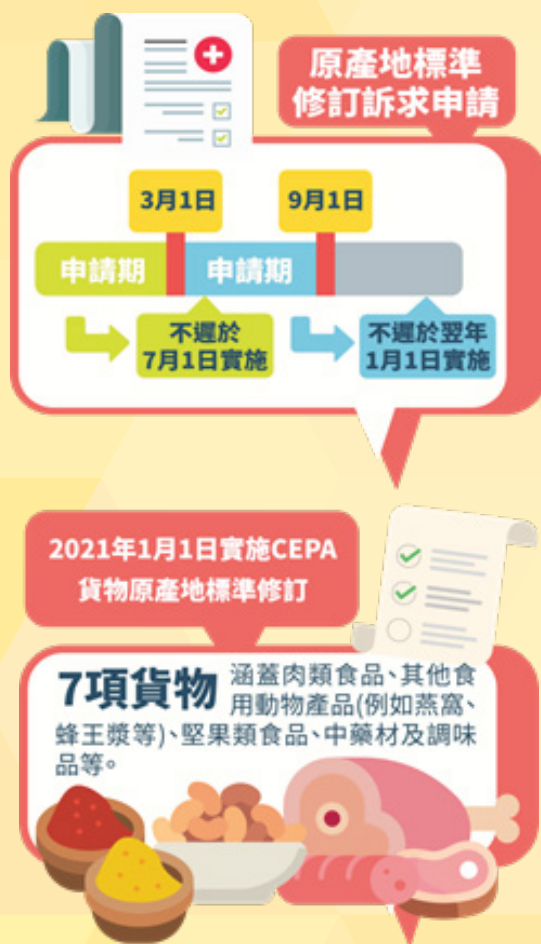 原產地標準
修訂訴求申請
3月1日
9月1日
申請期
申請期
不遲於
7月1日實施
不遲於翌年
1月1日實施
2021年1月1日實施CEPA
貨物原產地標準修訂
7項貨物 涵蓋肉類食品、其他食
用動物產品(例如燕窩、
蜂王漿等)、堅果類食品、中藥材及調味
品等。